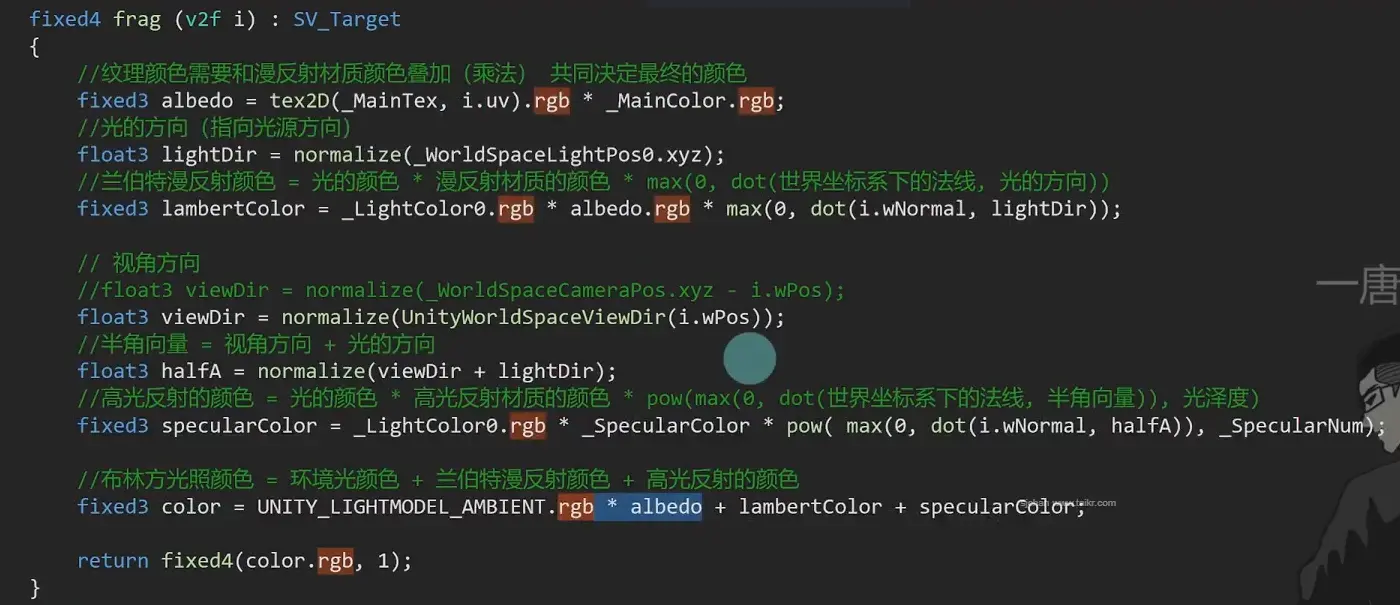 fixed4 frag (v2f i) : SV_Target
{
//纹理颜色需要和漫反射材质颜色叠加（乘法） 共同决定最终的颜色
fixed3 albedo = tex2D(_MainTex, i.uv).rgb * _MainColor.rgb;
//光的方向（指向光源方向）
float3 lightDir = normalize(_WorldSpaceLightPos0.xyz);
//兰伯特漫反射颜色 = 光的颜色 * 漫反射材质的颜色 * max(0, dot(世界坐标系下的法线, 光的方向))
fixed3 lambertColor = _LightColor0.rgb * albedo.rgb * max(0, dot(i.wNormal, lightDir));
// 视角方向
//float3 viewDir = normalize(_WorldSpaceCameraPos.xyz - i.wPos);
float3 viewDir = normalize(UnityWorldSpaceViewDir(i.wPos));
//半角向量 = 视角方向 + 光的方向
float3 halfA = normalize(viewDir + lightDir);
//高光反射的颜色 = 光的颜色 * 高光反射材质的颜色 * pow(max(0, dot(世界坐标系下的法线, 半角向量)), 光泽度)
fixed3 specularColor = _LightColor0.rgb * _SpecularColor * pow( max(0, dot(i.wNormal, halfA)), _SpecularNum);
//布林方光照颜色 = 环境光颜色 + 兰伯特漫反射颜色 + 高光反射的颜色
fixed3 color = UNITY_LIGHTMODEL_AMBIENT.rgb * albedo + lambertColor + specularColor;
return fixed4(color.rgb, 1);
}
一唐